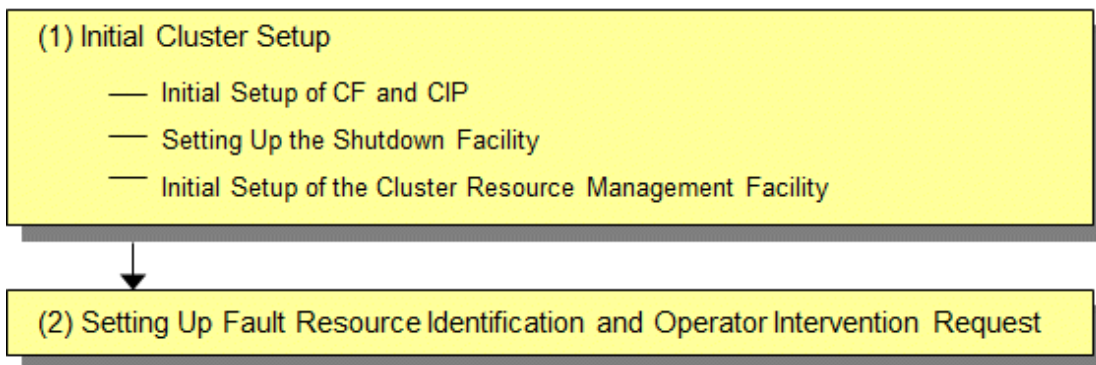 (1) Initial Cluster Setup
— Initial Setup of CF and CIP
— Setting Up the Shutdown Facility
— Initial Setup of the Cluster Resource Management Facility
(2) Setting Up Fault Resource Identification and Operator Intervention Request